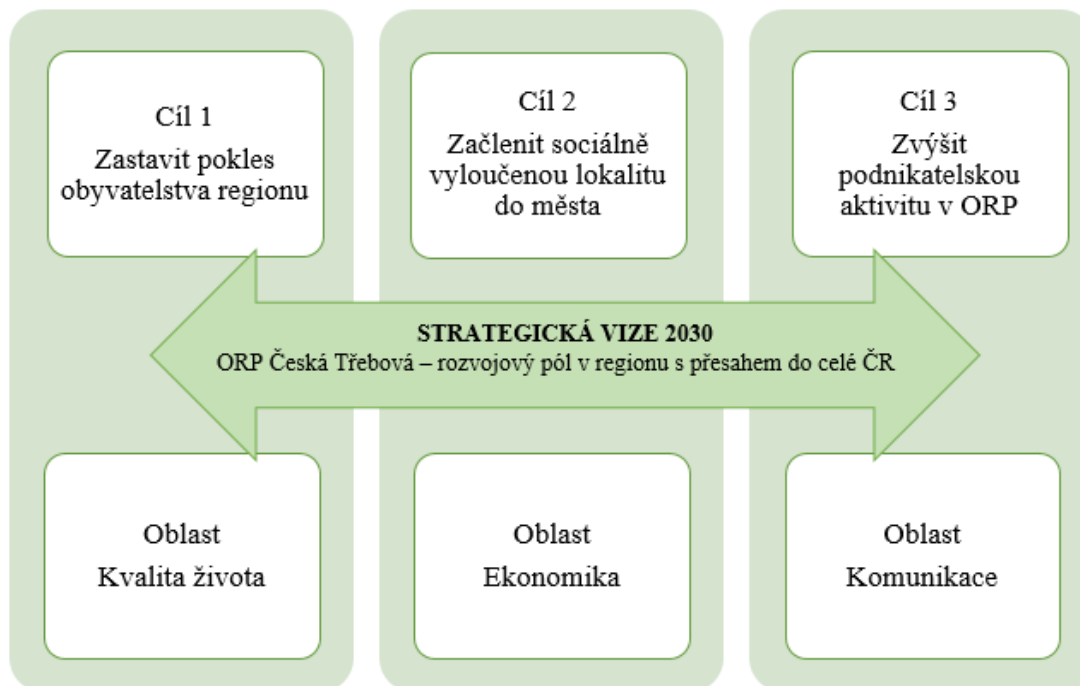 Cíl 1
Zastavit pokles
obyvatelstva regionu
Cíl 2
Začlenit sociálně
vyloučenou lokalitu
do města
Cíl 3
Zvýšit
podnikatelskou
aktivitu v ORP
STRATEGICKÁ VIZE 2030
ORP Česká Třebová – rozvojový pól v regionu s přesahem do celé ČR
Oblast
Kvalita života
Oblast
Ekonomika
Oblast
Komunikace